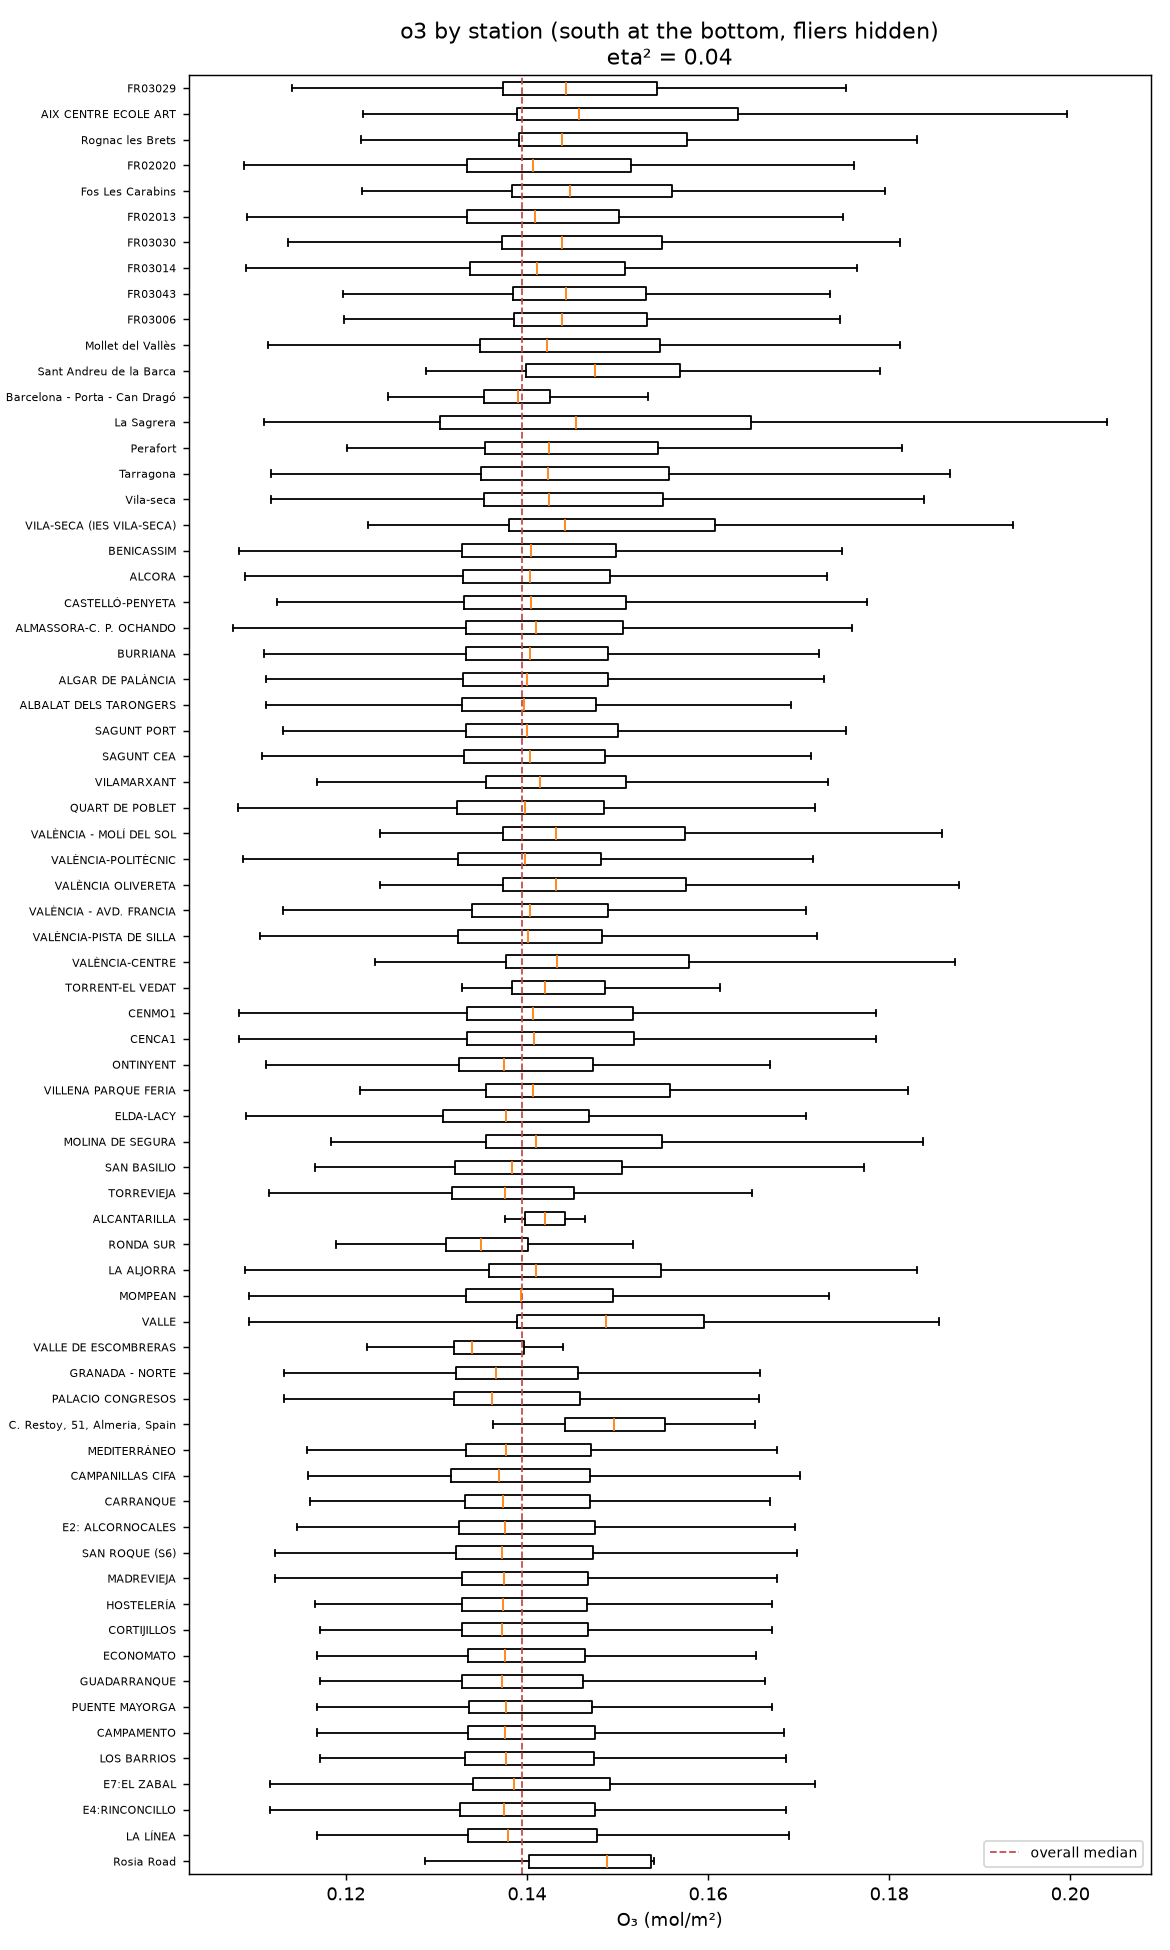 o3 by station (south at the bottom, fliers hidden)
eta² = 0.04
FR03029
AIX CENTRE ECOLE ART
Rognac les Brets
FR02020
Fos Les Carabins
FR02013
FR03030
FR03014
FR03043
FR03006
Mollet del Vallès
Sant Andreu de la Barca
Barcelona - Porta - Can Dragó
La Sagrera
Perafort
Tarragona
Vila-seca
VILA-SECA (IES VILA-SECA)
BENICASSIM
ALCORA
CASTELLÓ-PENYETA
ALMASSORA-C. P. OCHANDO
BURRIANA
ALGAR DE PALÀNCIA
ALBALAT DELS TARONGERS
SAGUNT PORT
SAGUNT CEA
VILAMARXANT
QUART DE POBLET
VALÈNCIA - MOLÍ DEL SOL
VALÈNCIA-POLITÈCNIC
VALÈNCIA OLIVERETA
VALÈNCIA - AVD. FRANCIA
VALÈNCIA-PISTA DE SILLA
VALÈNCIA-CENTRE
TORRENT-EL VEDAT
CENMO1
CENCA1
ONTINYENT
VILLENA PARQUE FERIA
ELDA-LACY
MOLINA DE SEGURA
SAN BASILIO
TORREVIEJA
ALCANTARILLA
RONDA SUR
LA ALJORRA
MOMPEAN
VALLE
VALLE DE ESCOMBRERAS
GRANADA - NORTE
PALACIO CONGRESOS
C. Restoy, 51, Almeria, Spain
MEDITERRÁNEO
CAMPANILLAS CIFA
CARRANQUE
E2: ALCORNOCALES
SAN ROQUE (S6)
MADREVIEJA
HOSTELERÍA
CORTIJILLOS
ECONOMATO
GUADARRANQUE
PUENTE MAYORGA
CAMPAMENTO
LOS BARRIOS
E7:EL ZABAL
E4:RINCONCILLO
LA LÍNEA
Rosia Road
overall median
0.12 0.14 0.16 0.18 0.20
O₃ (mol/m²)